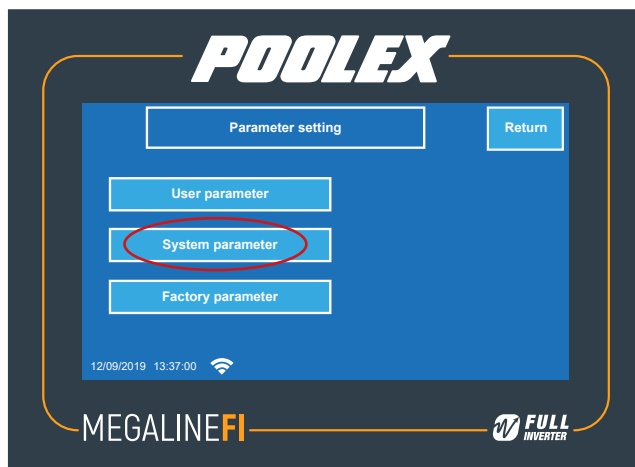 POOLEX
Parameter setting
Return
User parameter
System parameter
Factory parameter
12/09/2019 13:37:00
MEGALINEFI
FULL
INVERTER